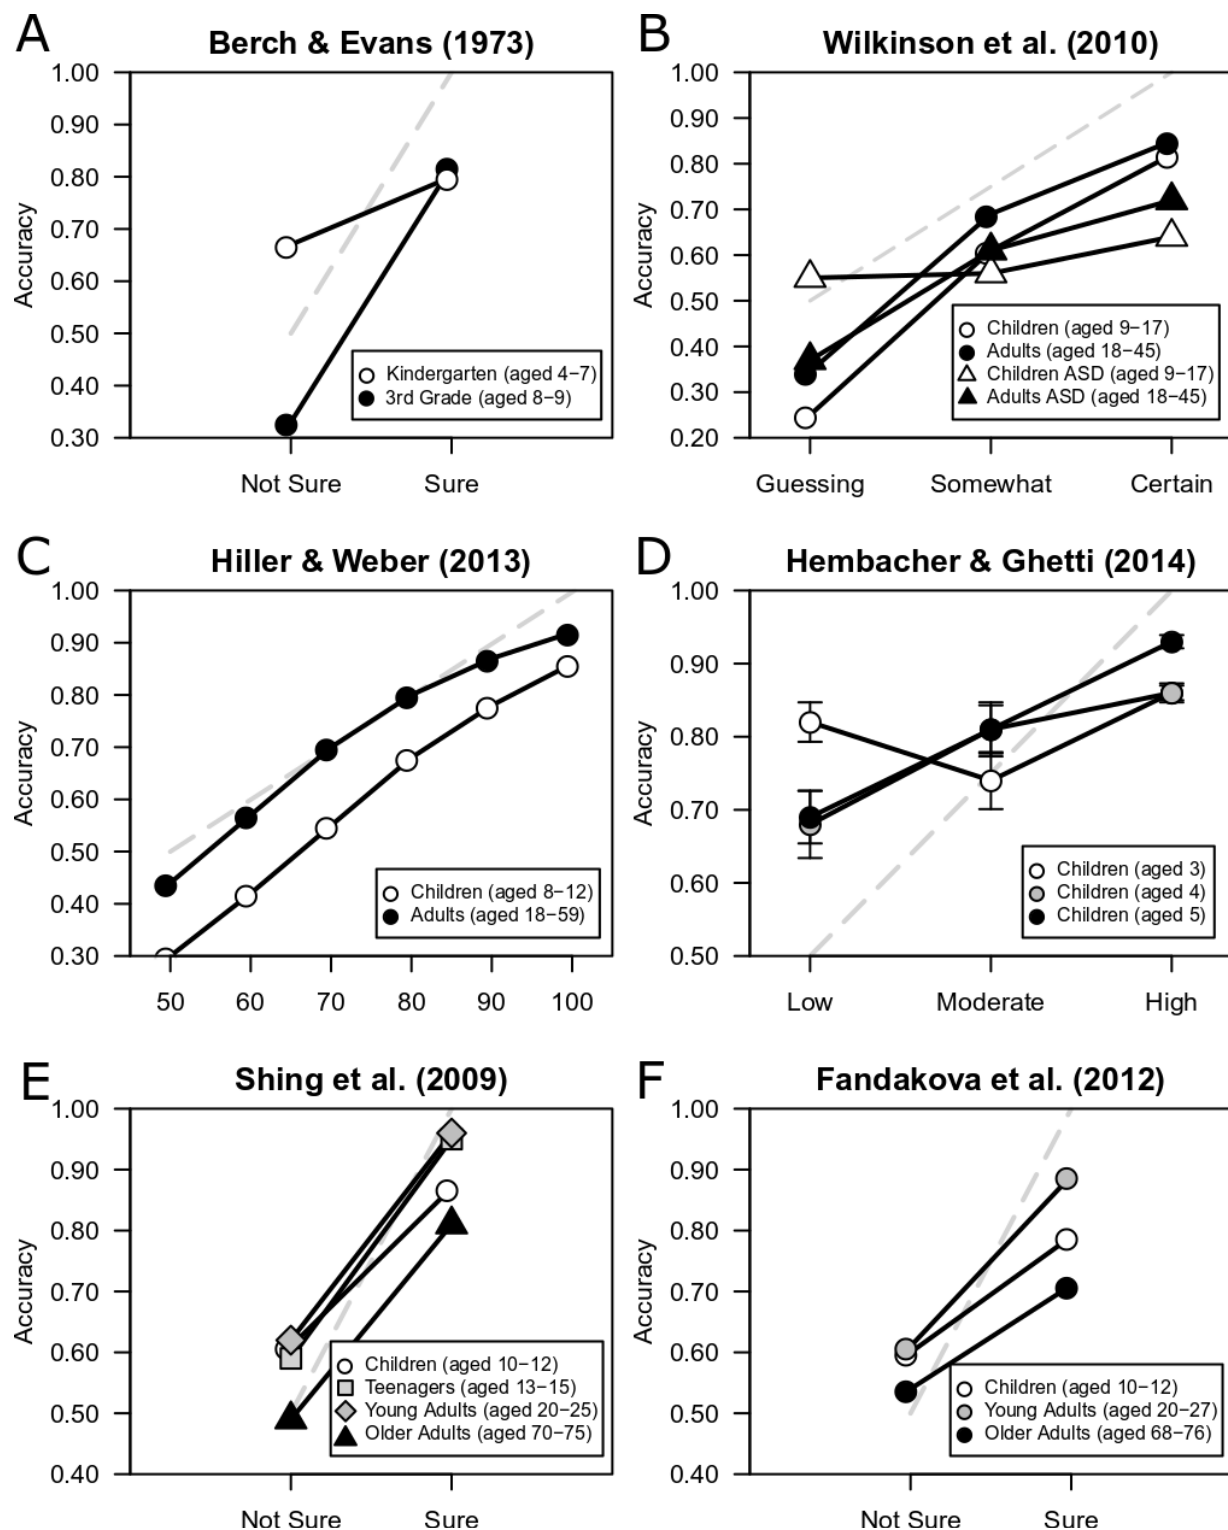 A
Berch & Evans (1973)
1.00
0.90
0.80
0.70
0.60
0.50
0.40
0.30
Accuracy
Kindergarten (aged 4−7)
3rd Grade (aged 8−9)
Not Sure
Sure
B
Wilkinson et al. (2010)
1.00
0.90
0.80
0.70
0.60
0.50
0.40
0.30
0.20
Accuracy
Children (aged 9−17)
Adults (aged 18−45)
Children ASD (aged 9−17)
Adults ASD (aged 18−45)
Guessing
Somewhat
Certain
C
Hiller & Weber (2013)
1.00
0.90
0.80
0.70
0.60
0.50
0.40
0.30
Accuracy
Children (aged 8−12)
Adults (aged 18−59)
50
60
70
80
90
100
D
Hembacher & Ghetti (2014)
1.00
0.90
0.80
0.70
0.60
0.50
Accuracy
Children (aged 3)
Children (aged 4)
Children (aged 5)
Low
Moderate
High
E
Shing et al. (2009)
1.00
0.90
0.80
0.70
0.60
0.50
0.40
Accuracy
Children (aged 10−12)
Teenagers (aged 13−15)
Young Adults (aged 20−25)
Older Adults (aged 70−75)
Not Sure
Sure
F
Fandakova et al. (2012)
1.00
0.90
0.80
0.70
0.60
0.50
0.40
Accuracy
Children (aged 10−12)
Young Adults (aged 20−27)
Older Adults (aged 68−76)
Not Sure
Sure